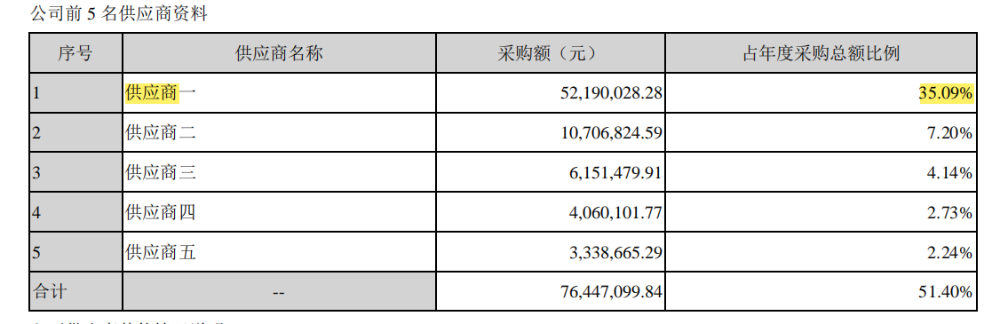 公司前 5 名供应商资料
序号 供应商名称 采购额（元） 占年度采购总额比例
1 供应商一 52,190,028.28 35.09%
2 供应商二 10,706,824.59 7.20%
3 供应商三 6,151,479.91 4.14%
4 供应商四 4,060,101.77 2.73%
5 供应商五 3,338,665.29 2.24%
合计 -- 76,447,099.84 51.40%